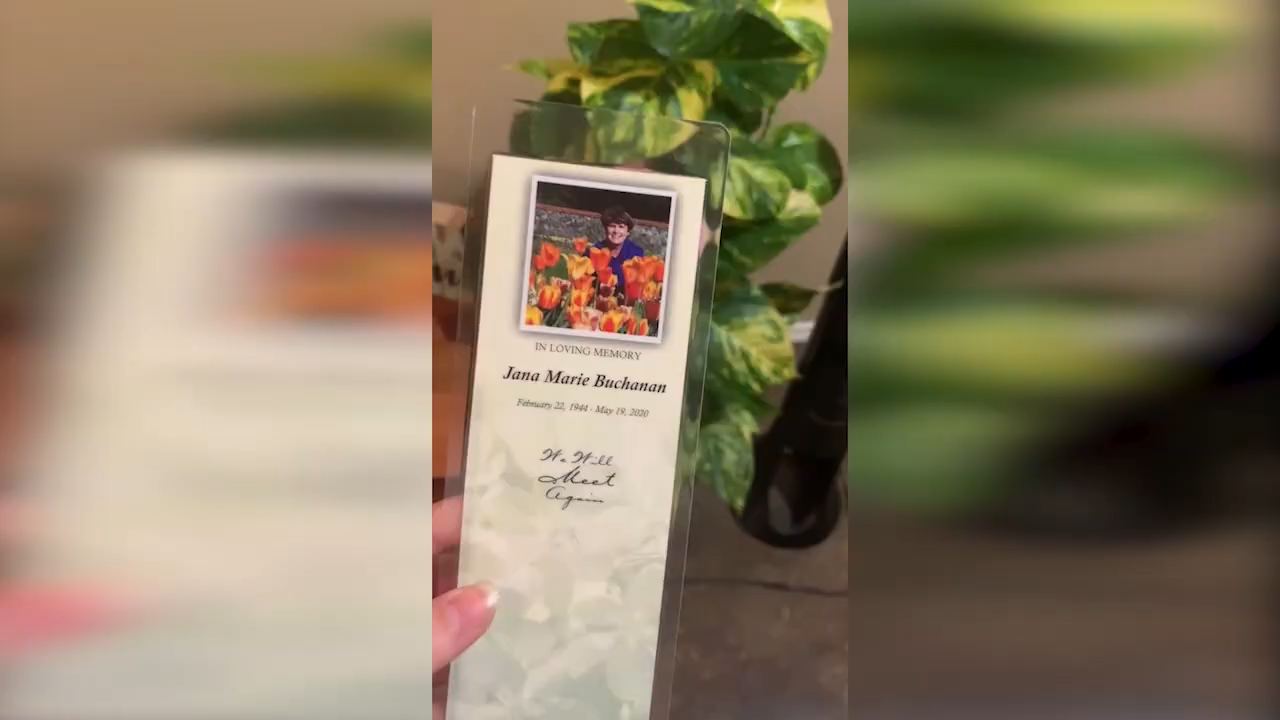 IN LOVING MEMORY
Jana Marie Buchanan
February 22, 1944 - May 19, 2020
We Will
Meet
Again